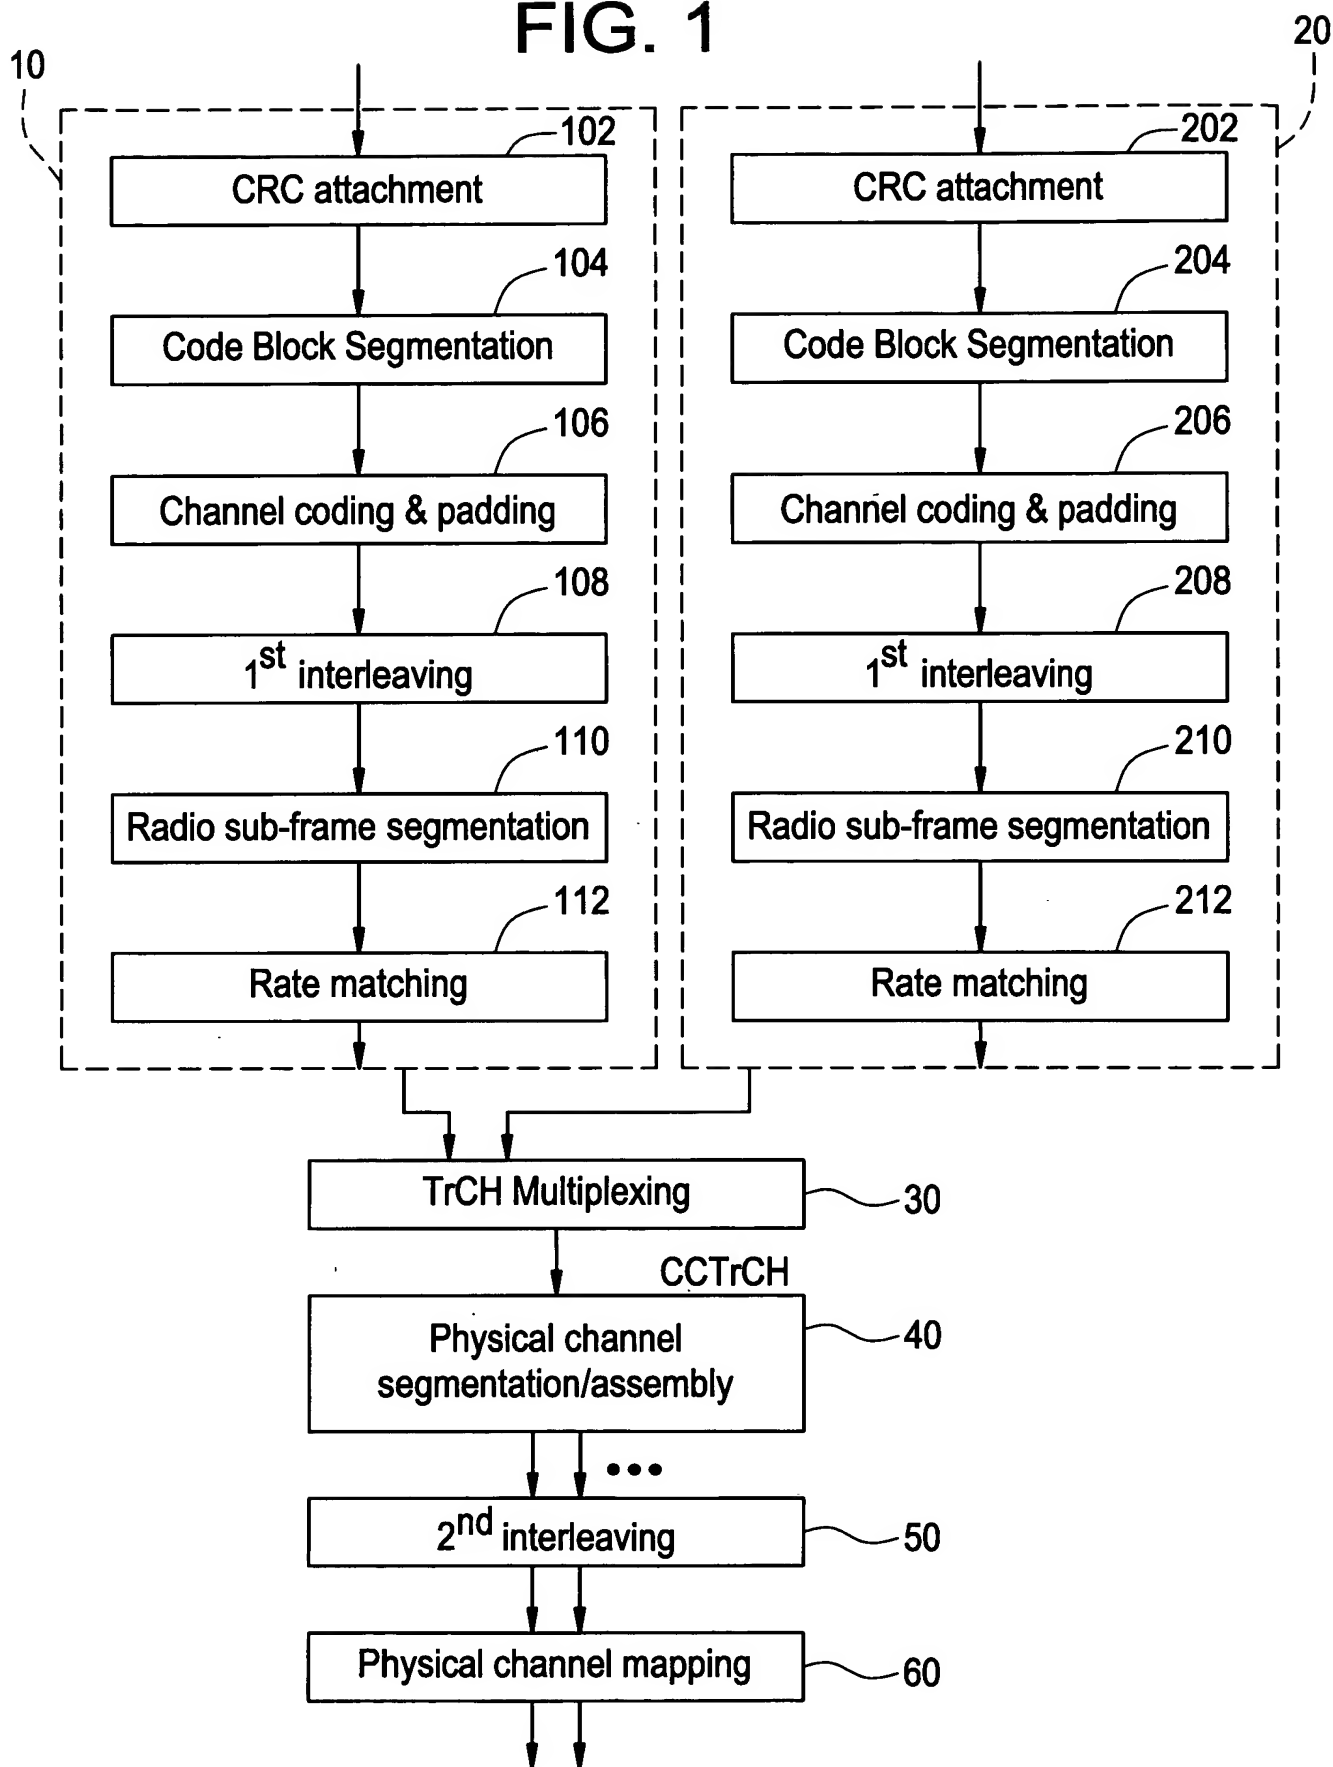 FIG. 1
10
20
102
CRC attachment
104
Code Block Segmentation
106
Channel coding & padding
108
1st interleaving
110
Radio sub-frame segmentation
112
Rate matching
202
CRC attachment
204
Code Block Segmentation
206
Channel coding & padding
208
1st interleaving
210
Radio sub-frame segmentation
212
Rate matching
TrCH Multiplexing
30
CCTrCH
Physical channel
segmentation/assembly
40
•••
2nd interleaving
50
Physical channel mapping
60